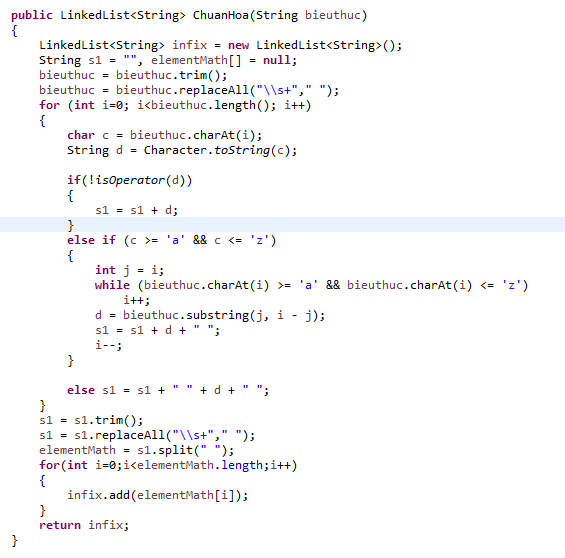 public LinkedList<String> ChuanHoa(String bieuthuc)
{
    LinkedList<String> infix = new LinkedList<String>();
    String s1 = "", elementMath[] = null;
    bieuthuc = bieuthuc.trim();
    bieuthuc = bieuthuc.replaceAll("\\s+"," ");
    for (int i=0; i<bieuthuc.length(); i++)
    {
        char c = bieuthuc.charAt(i);
        String d = Character.toString(c);

        if(!isOperator(d))
        {
            s1 = s1 + d;
        }
        else if (c >= 'a' && c <= 'z')
        {
            int j = i;
            while (bieuthuc.charAt(i) >= 'a' && bieuthuc.charAt(i) <= 'z')
                i++;
            d = bieuthuc.substring(j, i - j);
            s1 = s1 + d + " ";
            i--;
        }

        else s1 = s1 + " " + d + " ";
    }
    s1 = s1.trim();
    s1 = s1.replaceAll("\\s+"," ");
    elementMath = s1.split(" ");
    for(int i=0;i<elementMath.length;i++)
    {
        infix.add(elementMath[i]);
    }
    return infix;
}